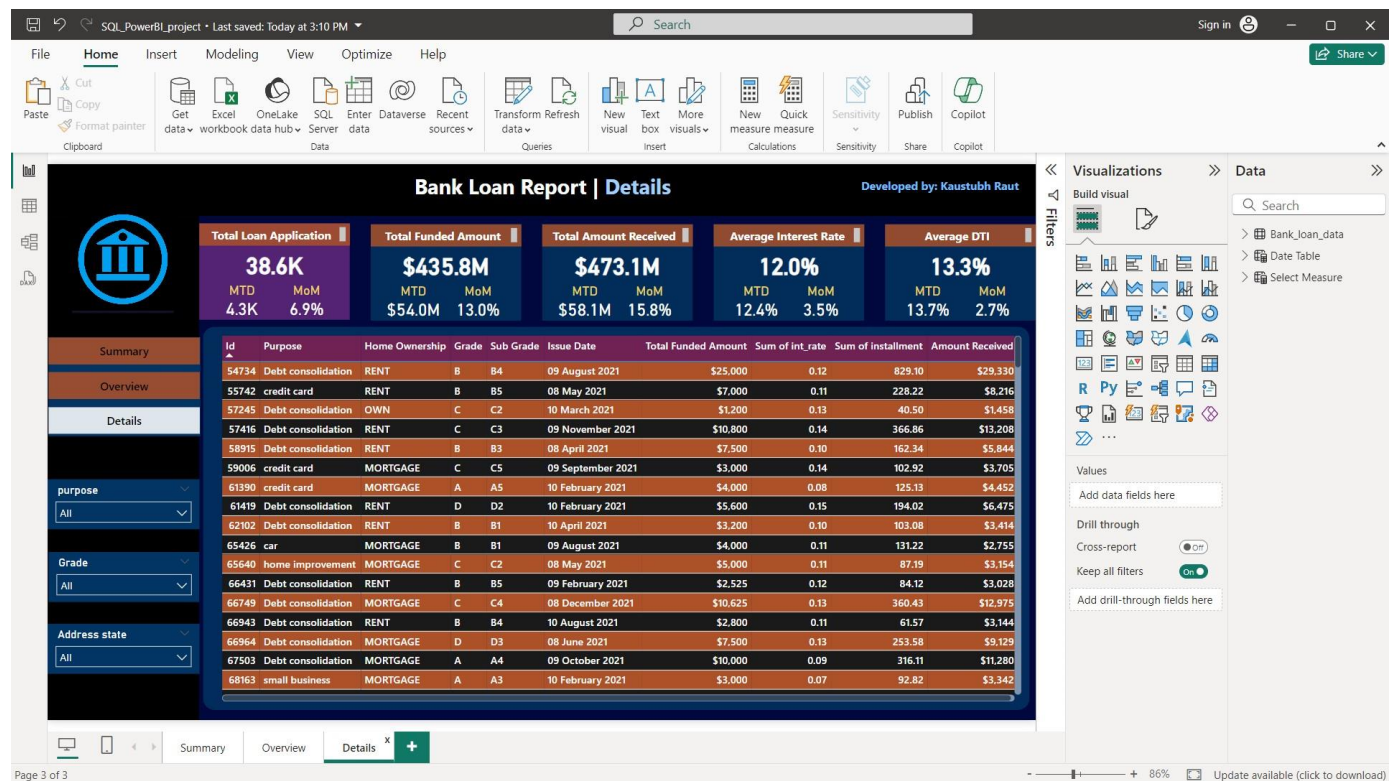 SQL_PowerBI_project • Last saved: Today at 3:10 PM
Search
Sign in
File Home Insert Modeling View Optimize Help
Share
Paste
Cut
Copy
Format painter
Clipboard
Get data
Excel workbook
OneLake data hub
SQL Server
Enter data
Dataverse
Recent sources
Data
Transform data
Refresh
Queries
New visual
Text box
More visuals
Insert
New measure
Quick measure
Calculations
Sensitivity
Sensitivity
Publish
Share
Copilot
Copilot
Bank Loan Report | Details
Developed by: Kaustubh Raut
Total Loan Application
38.6K
MTD MoM
4.3K 6.9%
Total Funded Amount
$435.8M
MTD MoM
$54.0M 13.0%
Total Amount Received
$473.1M
MTD MoM
$58.1M 15.8%
Average Interest Rate
12.0%
MTD MoM
12.4% 3.5%
Average DTI
13.3%
MTD MoM
13.7% 2.7%
Summary
Overview
Details
purpose
All
Grade
All
Address state
All
Id Purpose Home Ownership Grade Sub Grade Issue Date Total Funded Amount Sum of int_rate Sum of installment Amount Received
54734 Debt consolidation RENT B B4 09 August 2021 $25,000 0.12 829.10 $29,330
55742 credit card RENT B B5 08 May 2021 $7,000 0.11 228.22 $8,216
57245 Debt consolidation OWN C C2 10 March 2021 $1,200 0.13 40.50 $1,458
57416 Debt consolidation RENT C C3 09 November 2021 $10,800 0.14 366.86 $13,208
58915 Debt consolidation RENT B B3 08 April 2021 $7,500 0.10 162.34 $5,844
59006 credit card MORTGAGE C C5 09 September 2021 $3,000 0.14 102.92 $3,705
61390 credit card MORTGAGE A A5 10 February 2021 $4,000 0.08 125.13 $4,452
61419 Debt consolidation RENT D D2 10 February 2021 $5,600 0.15 194.02 $6,475
62102 Debt consolidation RENT B B1 10 April 2021 $3,200 0.10 103.08 $3,414
65426 car MORTGAGE B B1 09 August 2021 $4,000 0.11 131.22 $2,755
65640 home improvement MORTGAGE C C2 08 May 2021 $5,000 0.11 87.19 $3,154
66431 Debt consolidation RENT B B5 09 February 2021 $2,525 0.12 84.12 $3,028
66749 Debt consolidation MORTGAGE C C4 08 December 2021 $10,625 0.13 360.43 $12,975
66943 Debt consolidation RENT B B4 10 August 2021 $2,800 0.11 61.57 $3,144
66964 Debt consolidation MORTGAGE D D3 08 June 2021 $7,500 0.13 253.58 $9,129
67503 Debt consolidation MORTGAGE A A4 09 October 2021 $10,000 0.09 316.11 $11,280
68163 small business MORTGAGE A A3 10 February 2021 $3,000 0.07 92.82 $3,342
Filters
Visualizations
Build visual
123
R Py
Values
Add data fields here
Drill through
Cross-report Off
Keep all filters On
Add drill-through fields here
Data
Search
Bank_loan_data
Date Table
Select Measure
Summary Overview Details x +
Page 3 of 3
- + 86%
Update available (click to download)